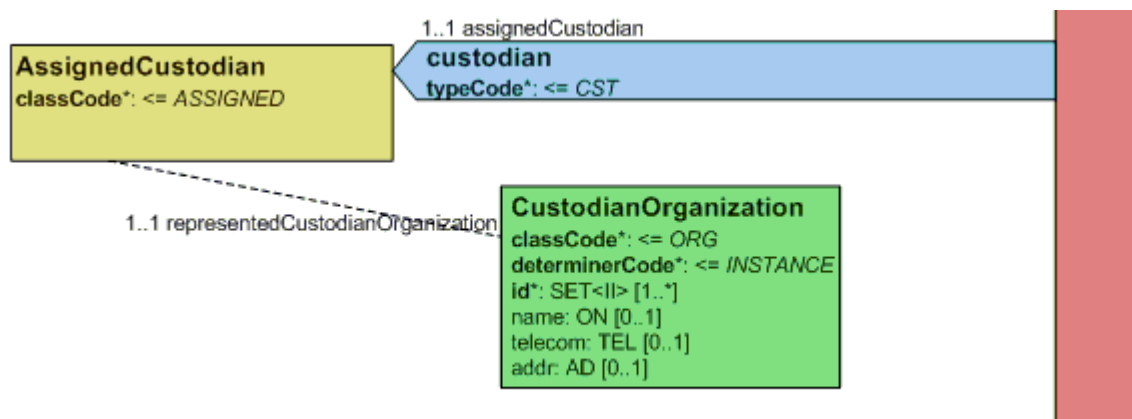 1..1 assignedCustodian
AssignedCustodian
classCode*: <= ASSIGNED
custodian
typeCode*: <= CST
1..1 representedCustodianOrganization
CustodianOrganization
classCode*: <= ORG
determinerCode*: <= INSTANCE
id*: SET<II> [1..*]
name: ON [0..1]
telecom: TEL [0..1]
addr: AD [0..1]